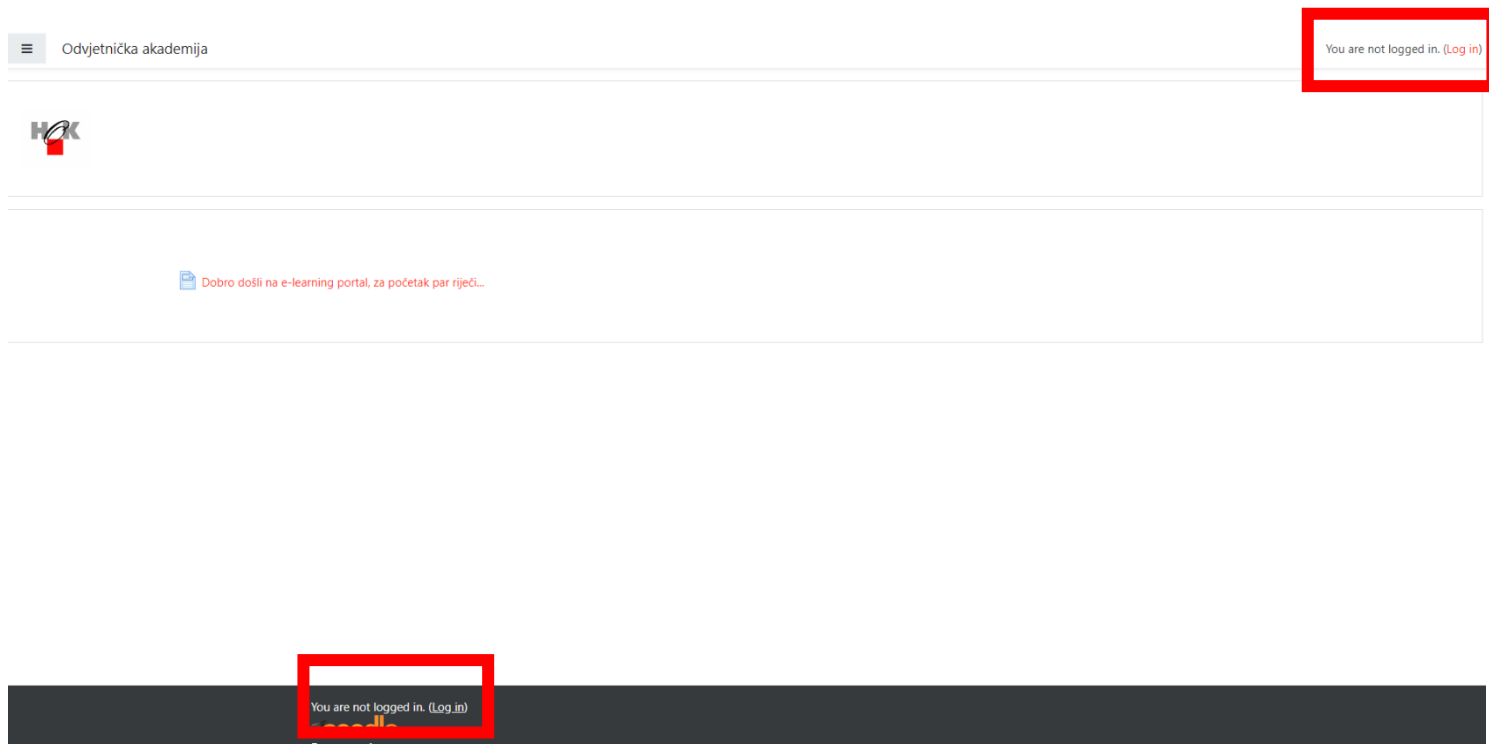 Odvjetnička akademija
You are not logged in. (Log in)
HOK
Dobro došli na e-learning portal, za početak par riječi...
You are not logged in. (Log in)
moodle